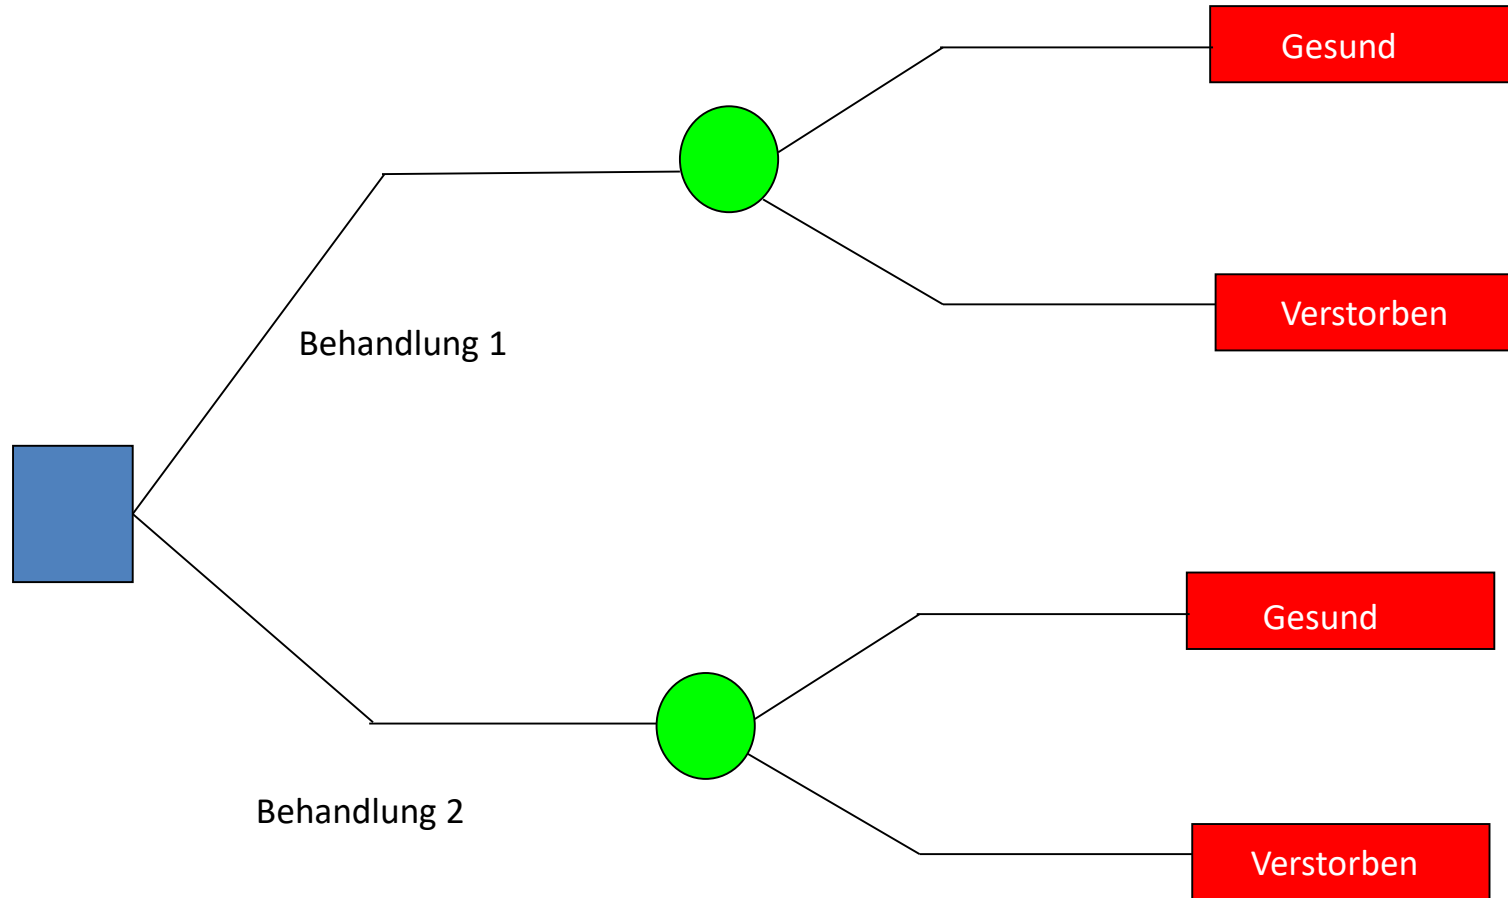 Gesund
Verstorben
Behandlung 1
Gesund
Behandlung 2
Verstorben